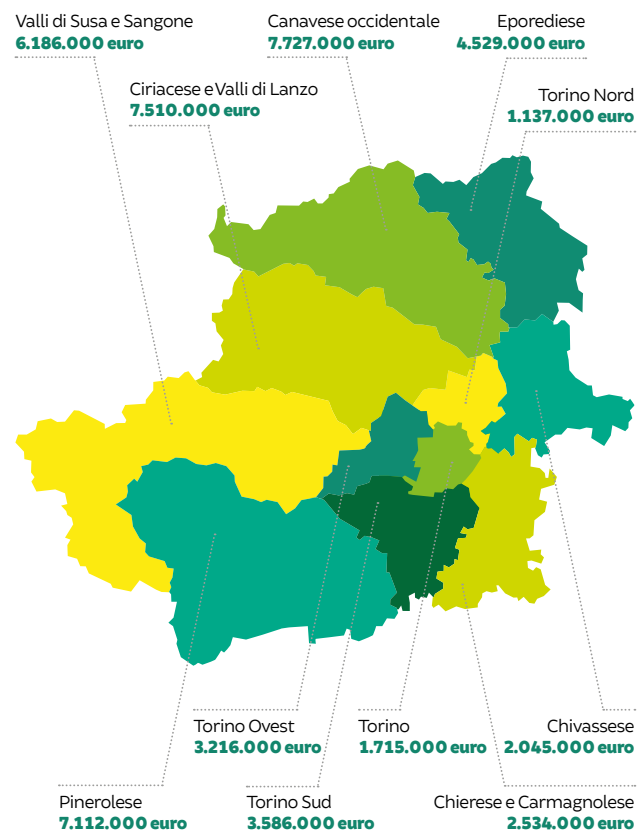 Valli di Susa e Sangone
6.186.000 euro
Canavese occidentale
7.727.000 euro
Eporediese
4.529.000 euro
Ciriacese e Valli di Lanzo
7.510.000 euro
Torino Nord
1.137.000 euro
Torino Ovest
3.216.000 euro
Torino
1.715.000 euro
Chivassese
2.045.000 euro
Pinerolese
7.112.000 euro
Torino Sud
3.586.000 euro
Chierese e Carmagnolese
2.534.000 euro